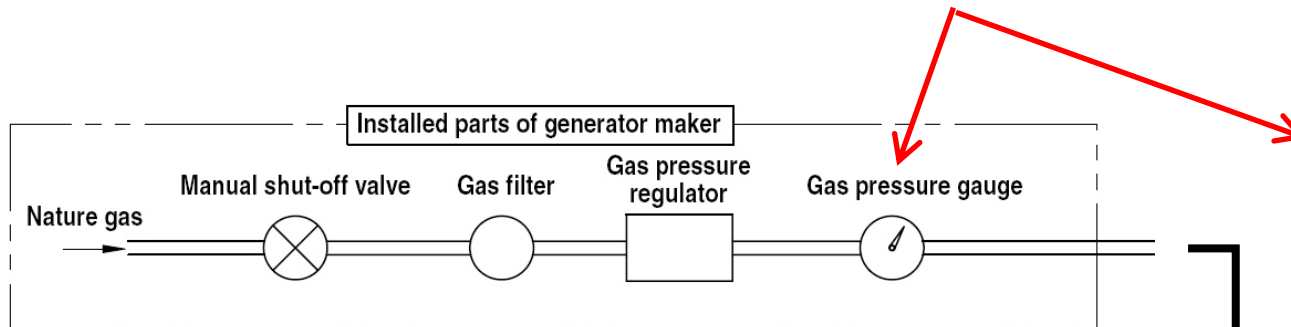 Installed parts of generator maker
Manual shut-off valve
Gas filter
Gas pressure
regulator
Gas pressure gauge
Nature gas